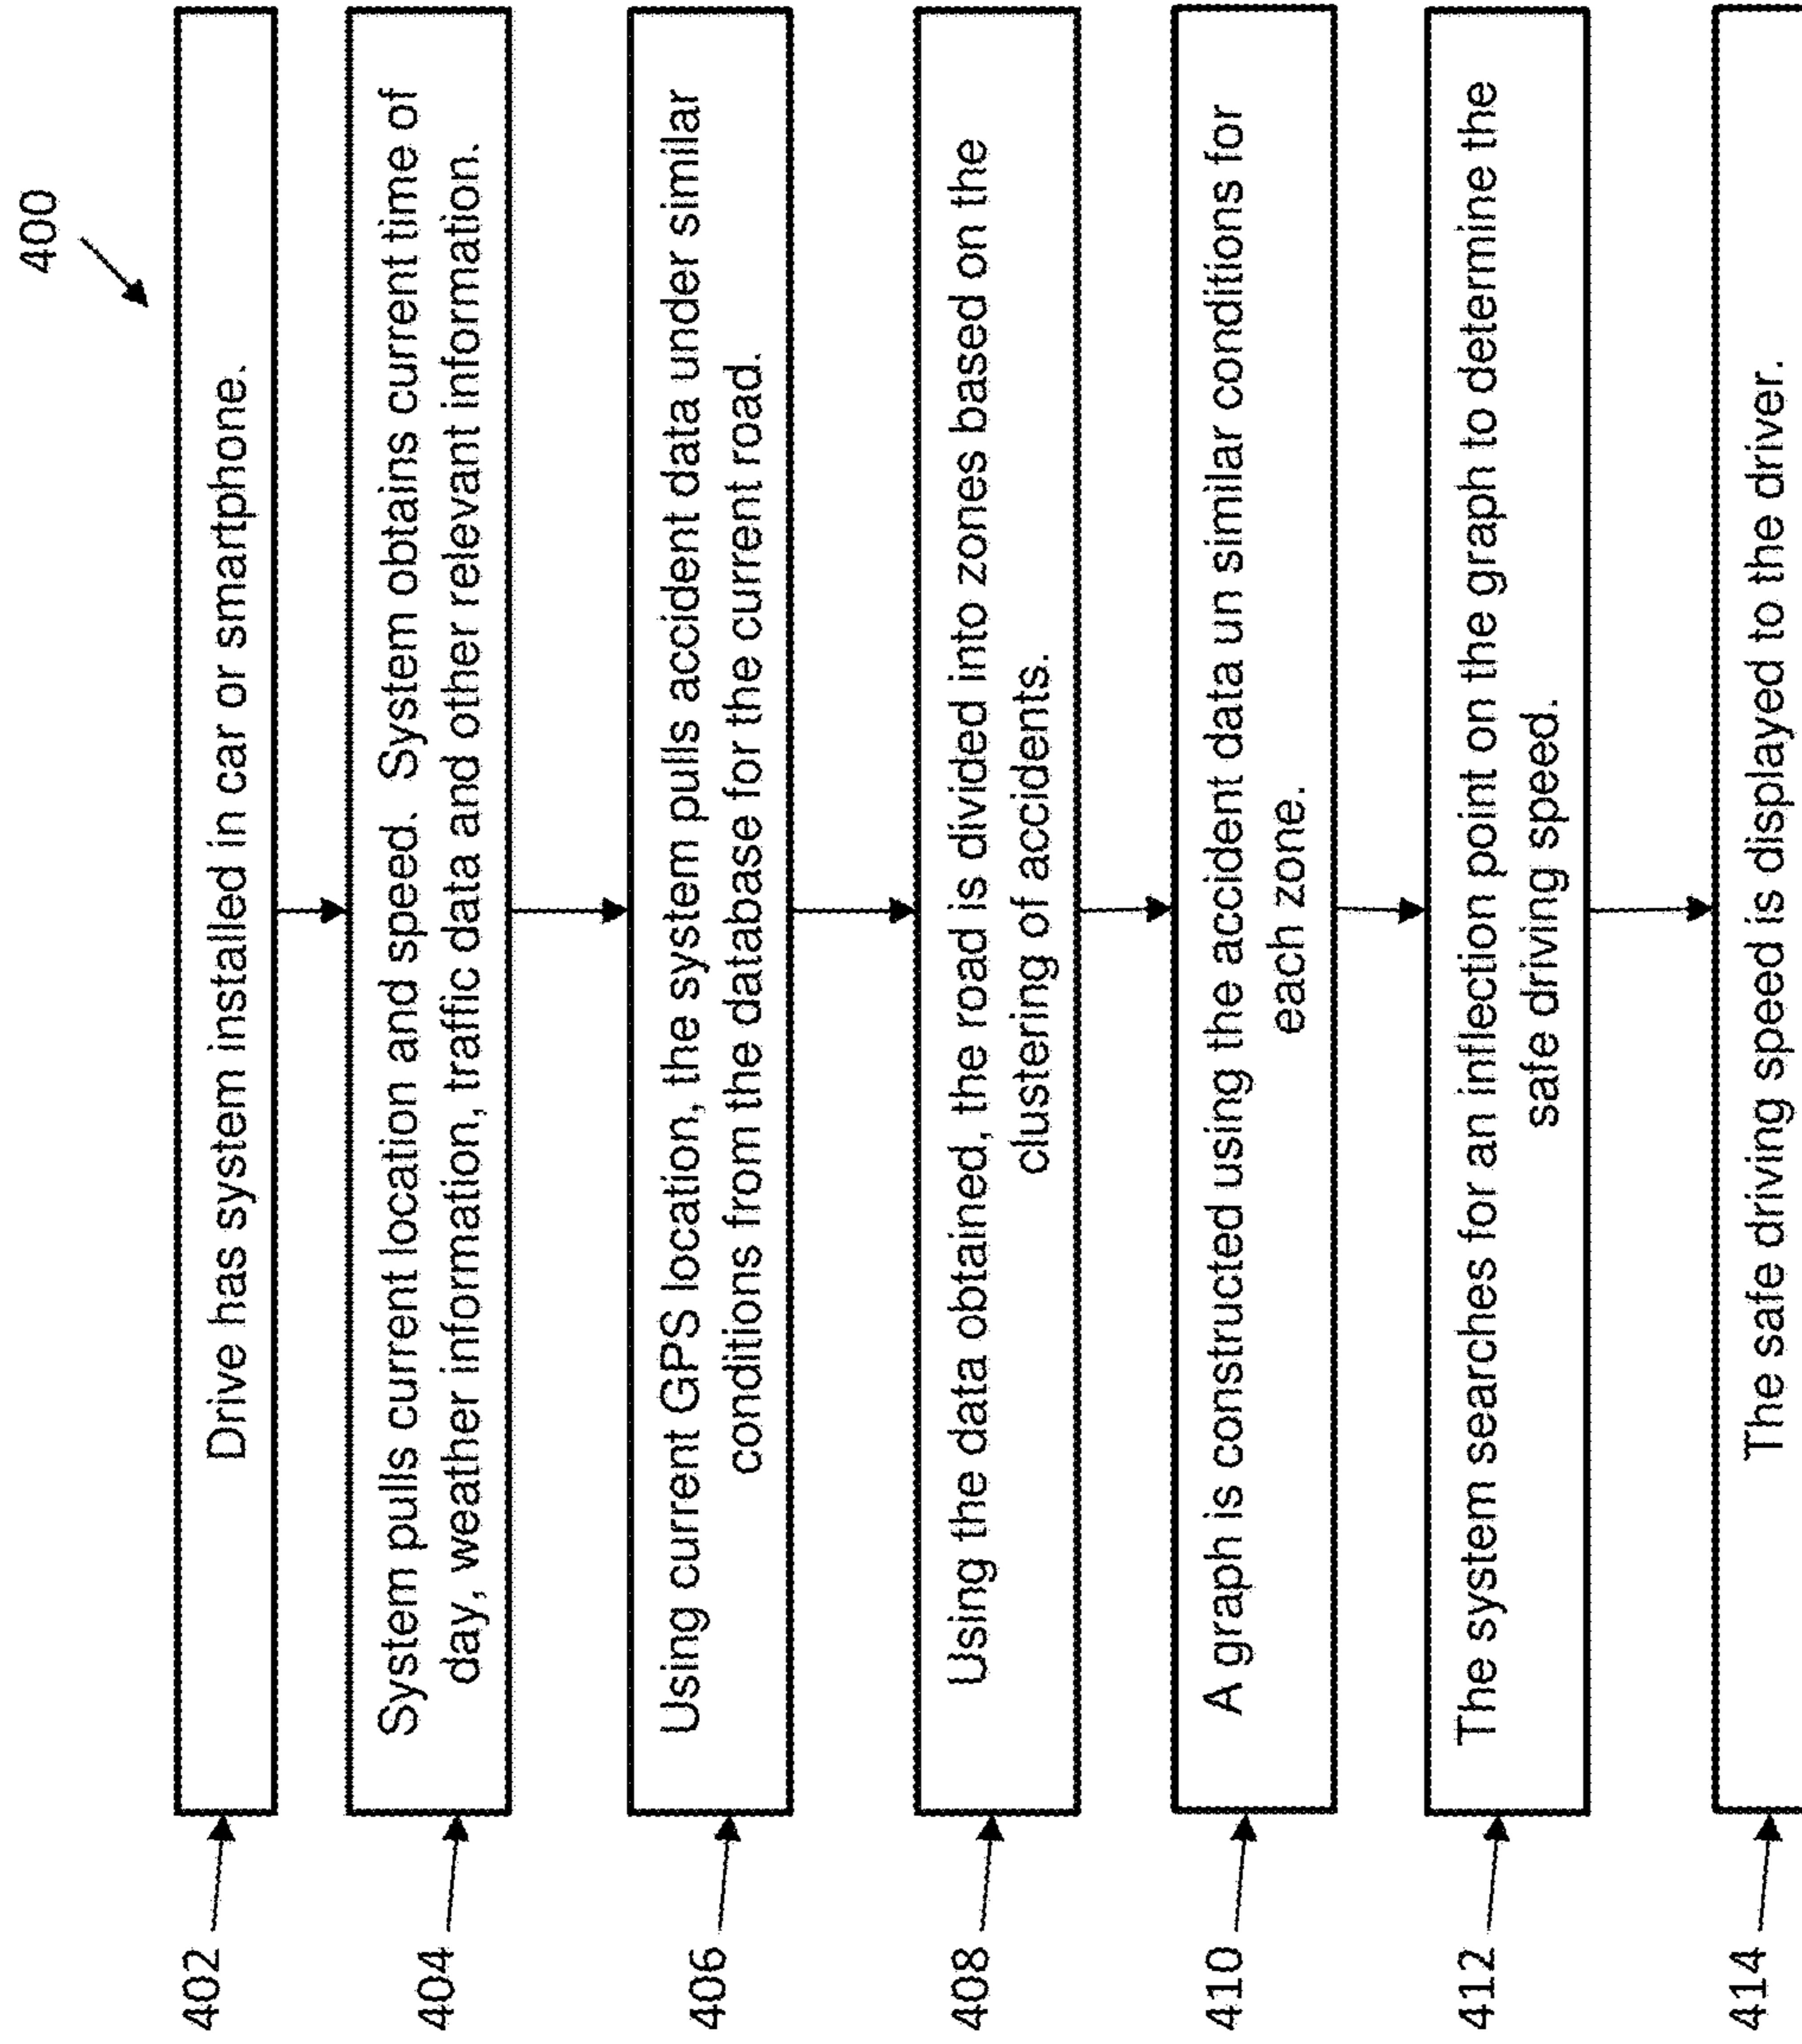 400
402
Drive has system installed in car or smartphone.
404
System pulls current location and speed. System obtains current time of
day, weather information, traffic data and other relevant information.
406
Using current GPS location, the system pulls accident data under similar
conditions from the database for the current road.
408
Using the data obtained, the road is divided into zones based on the
clustering of accidents.
410
A graph is constructed using the accident data un similar conditions for
each zone.
412
The system searches for an inflection point on the graph to determine the
safe driving speed.
414
The safe driving speed is displayed to the driver.